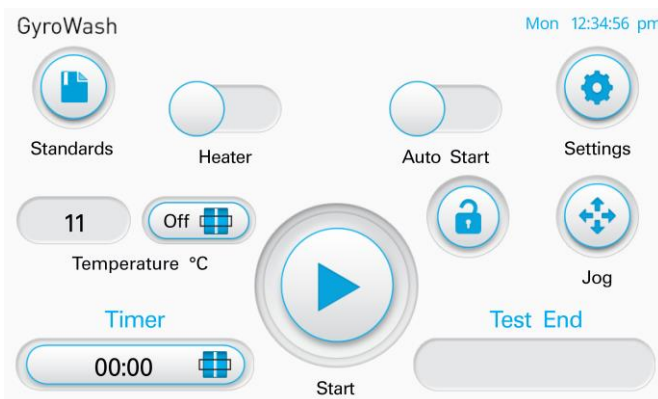 GyroWash
Mon 12:34:56 pm
Standards
Heater
Auto Start
Settings
11
Off
Temperature °C
Jog
Timer
Test End
00:00
Start